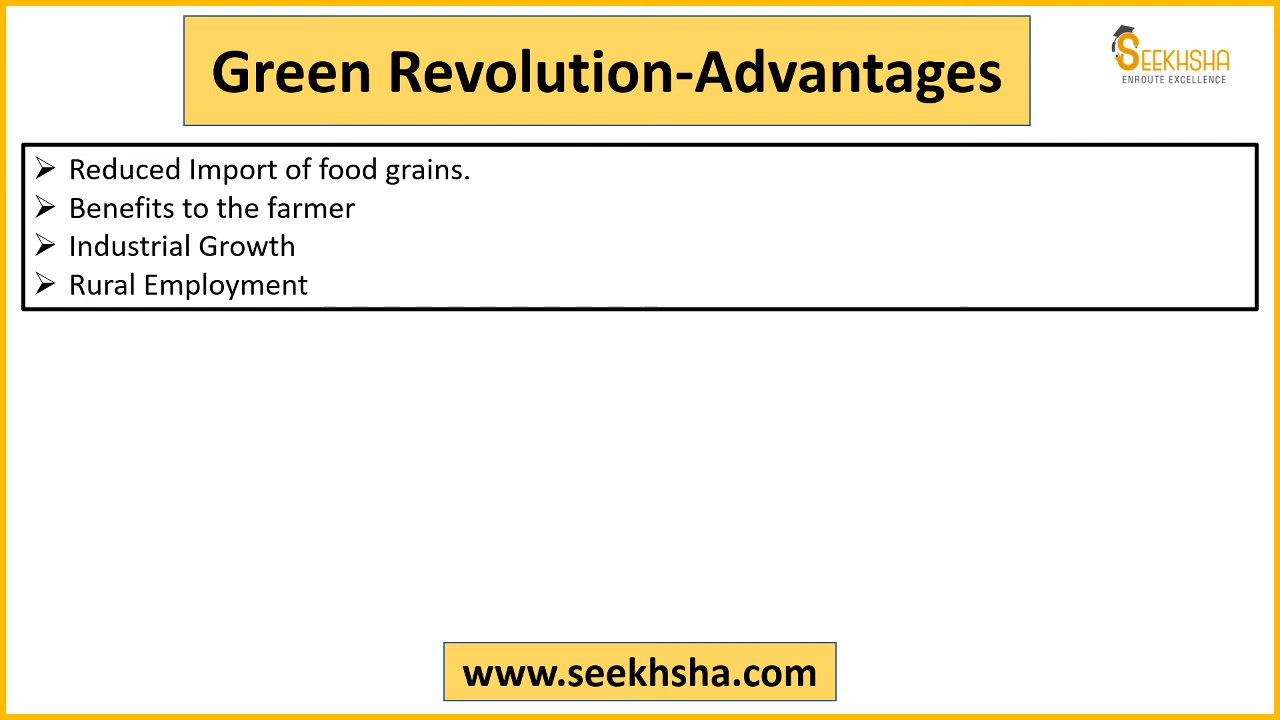 Green Revolution-Advantages
SEEKHSHA
ENROUTE EXCELLENCE
➢ Reduced Import of food grains.
➢ Benefits to the farmer
➢ Industrial Growth
➢ Rural Employment
www.seekhsha.com